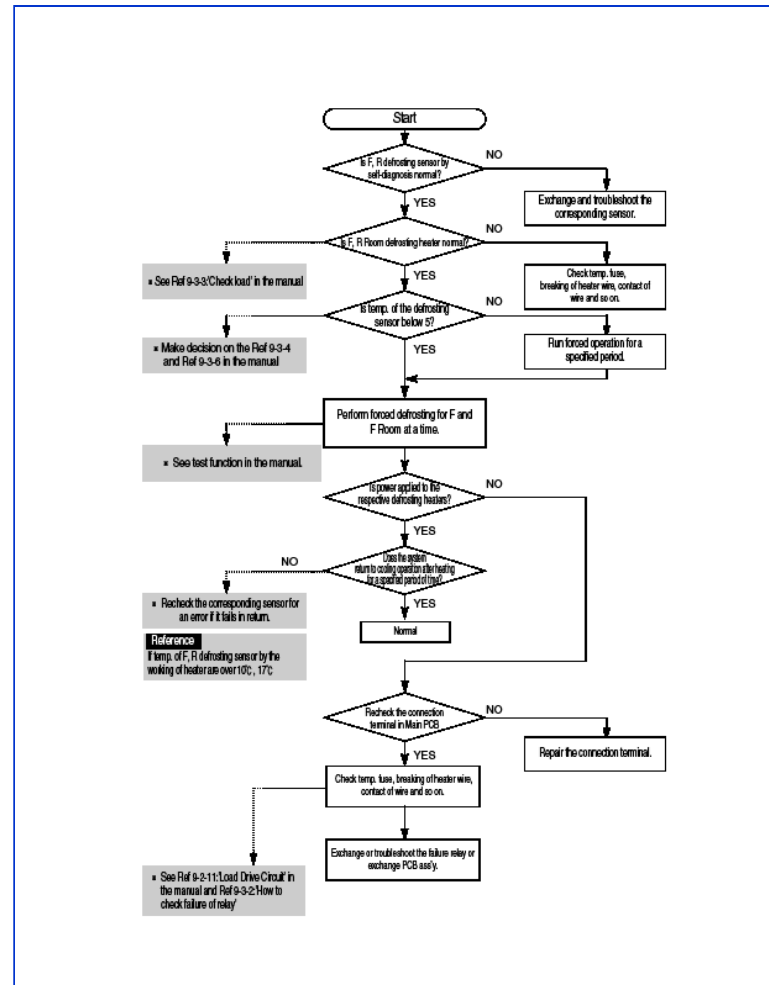 Start
Is F, R defrosting sensor by
self-diagnosis normal?
NO
Exchange and troubleshoot the
corresponding sensor.
YES
Is F, R Room defrosting heater normal?
NO
See Ref 9-3-3:'Check load' in the manual
Check temp. fuse,
breaking of heater wire, contact of
wire and so on.
YES
Is temp. of the defrosting
sensor below 5?
NO
Make decision on the Ref 9-3-4
and Ref 9-3-6 in the manual
Run forced operation for a
specified period.
YES
Perform forced defrosting for F and
F Room at a time.
See test function in the manual.
Is power applied to the
respective defrosting heaters?
NO
YES
Does the system
return to cooling operation after heating
for a specified period of time?
NO
Recheck the corresponding sensor for
an error if it fails in return.
YES
Normal
Reference
If temp. of F, R defrosting sensor by the
working of heater are over 10℃, 17℃
Recheck the connection
terminal in Main PCB
NO
Repair the connection terminal.
YES
Check temp. fuse, breaking of heater wire,
contact of wire and so on.
Exchange or troubleshoot the failure relay or
exchange PCB ass'y.
See Ref 9-2-11:'Load Drive Circuit' in
the manual and Ref 9-3-2:'How to
check failure of relay'